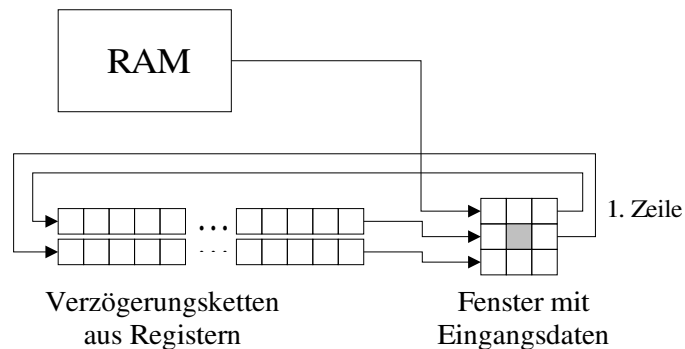 RAM
1. Zeile
Verzögerungsketten
aus Registern
Fenster mit
Eingangsdaten